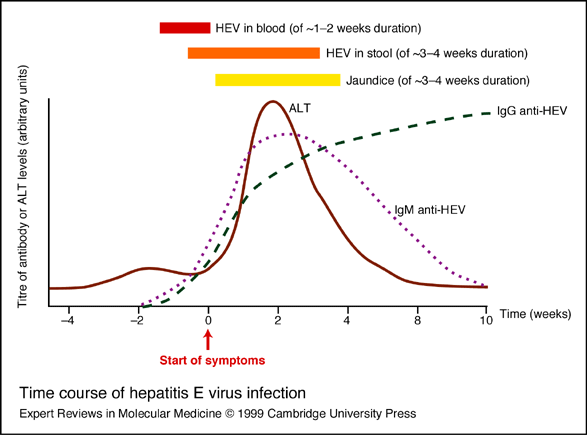 HEV in blood (of ~1–2 weeks duration)
HEV in stool (of ~3–4 weeks duration)
Jaundice (of ~3–4 weeks duration)
ALT
IgG anti-HEV
IgM anti-HEV
Titre of antibody or ALT levels (arbitrary units)
–4 –2 0 2 4 8 10 Time (weeks)
Start of symptoms
Time course of hepatitis E virus infection
Expert Reviews in Molecular Medicine © 1999 Cambridge University Press